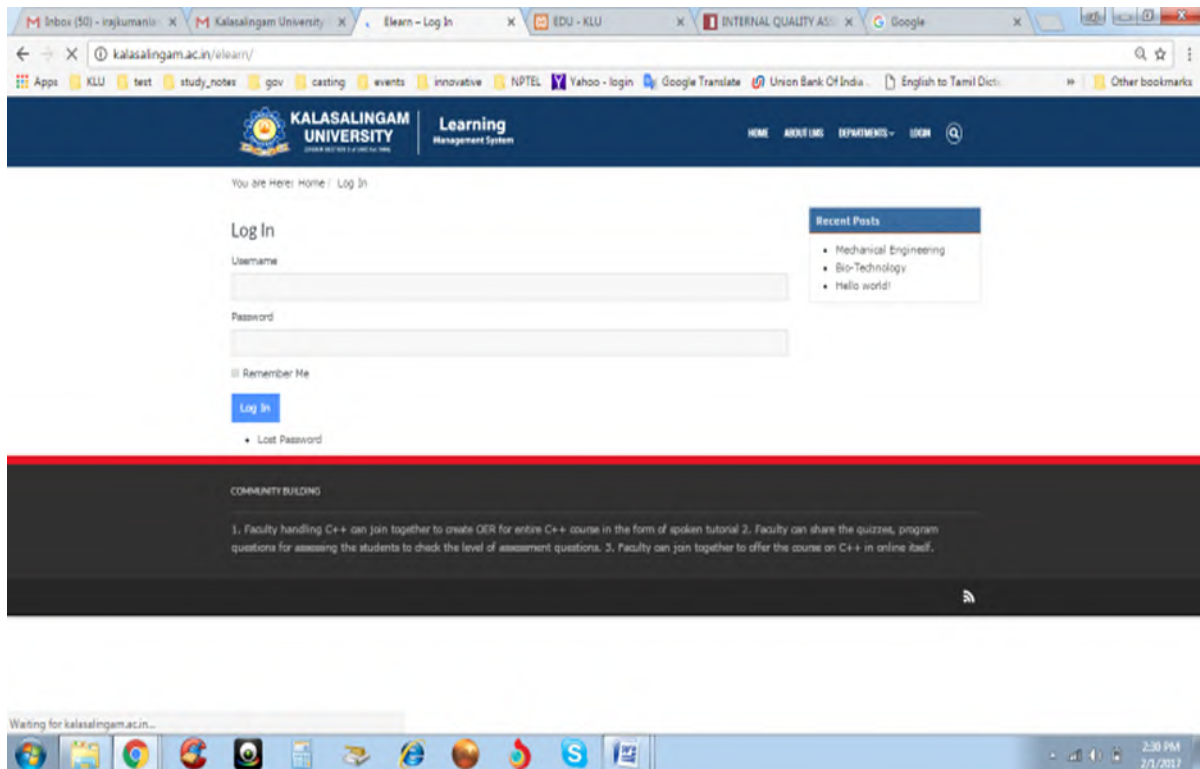 Inbox (50) -
Kalasalingam University
Elearn – Log In
EDU - KLU
INTERNAL QUALITY ASS
Google
kalasalingam.ac.in/elearn/
Apps KLU test study_notes gov casting events innovative NPTEL Yahoo - login Google Translate Union Bank Of India English to Tamil Dicti » Other bookmarks
KALASALINGAM
UNIVERSITY
Learning
Management System
HOME ABOUT LMS DEPARTMENTS LOGIN
You are Here: Home / Log In
Log In
Username
Password
Remember Me
Log In
• Lost Password
Recent Posts
• Mechanical Engineering
• Bio-Technology
• Hello world!
COMMUNITY BUILDING
1. Faculty handling C++ can join together to create OER for entire C++ course in the form of spoken tutorial 2. Faculty can share the quizzes, program
questions for assessing the students to check the level of assessment questions. 3. Faculty can join together to offer the course on C++ in online itself.
Waiting for kalasalingam.ac.in...
2:30 PM
2/1/2017